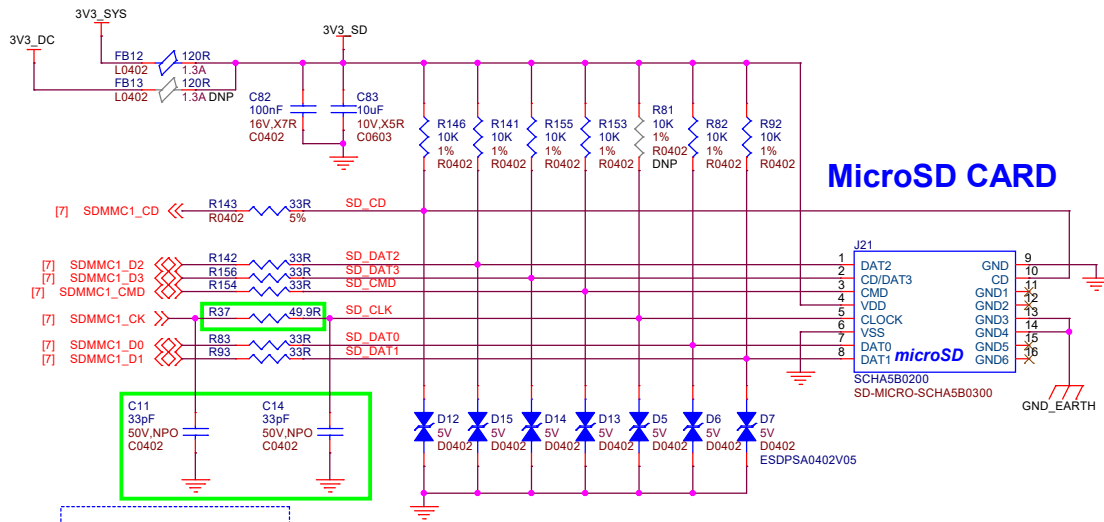 3V3_SYS
3V3_DC
3V3_SD
FB12 120R
L0402 1.3A
FB13 120R
L0402 1.3A DNP
C82
100nF
16V,X7R
C0402
C83
10uF
10V,X5R
C0603
R146
10K
1%
R0402
R141
10K
1%
R0402
R155
10K
1%
R0402
R153
10K
1%
R0402
R81
10K
1%
R0402
DNP
R82
10K
1%
R0402
R92
10K
1%
R0402
MicroSD CARD
[7] SDMMC1_CD R143 33R SD_CD
R0402 5%
[7] SDMMC1_D2 R142 33R SD_DAT2
[7] SDMMC1_D3 R156 33R SD_DAT3
[7] SDMMC1_CMD R154 33R SD_CMD
[7] SDMMC1_CK R37 49.9R SD_CLK
[7] SDMMC1_D0 R83 33R SD_DAT0
[7] SDMMC1_D1 R93 33R SD_DAT1
J21
1 DAT2 GND 9
2 CD/DAT3 CD 10
3 CMD GND1 11
4 VDD GND2 12
5 CLOCK GND3 13
6 VSS GND4 14
7 DAT0 GND5 15
8 DAT1 microSD GND6 16
SCHA5B0200
SD-MICRO-SCHA5B0300
GND_EARTH
C11
33pF
50V,NPO
C0402
C14
33pF
50V,NPO
C0402
D12
5V
D0402
D15
5V
D0402
D14
5V
D0402
D13
5V
D0402
D5
5V
D0402
D6
5V
D0402
D7
5V
D0402
ESDPSA0402V05